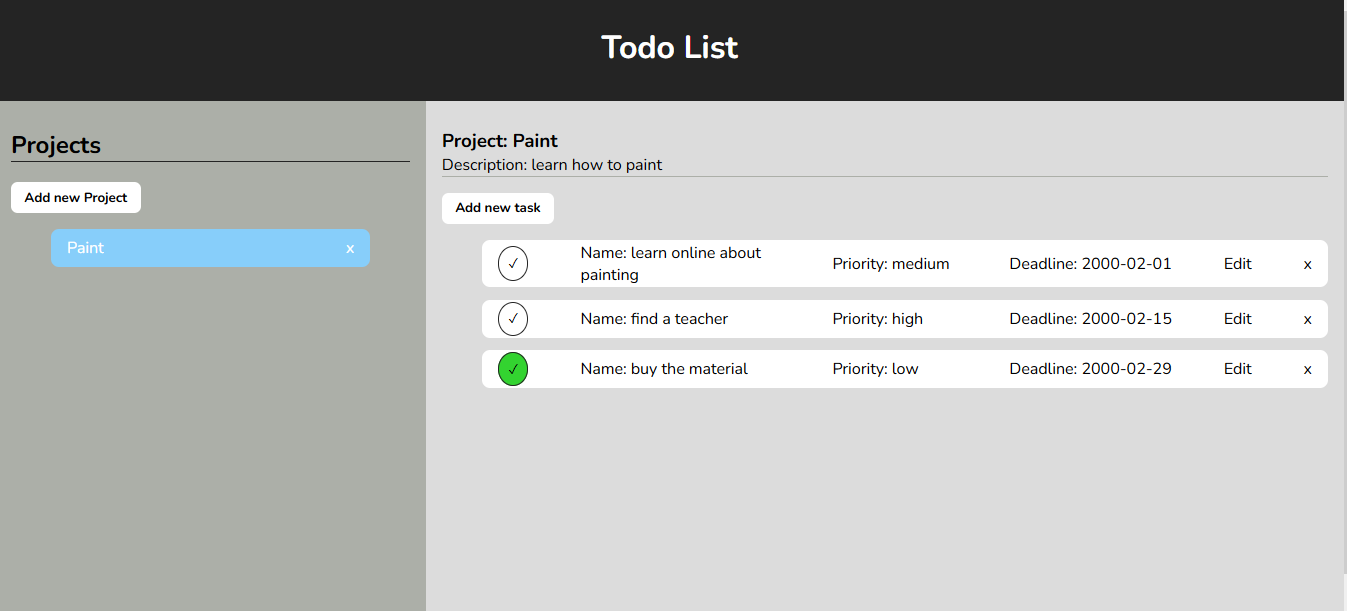 Todo List
Projects
Add new Project
Paint x
Project: Paint
Description: learn how to paint
Add new task
✓ Name: learn online about painting Priority: medium Deadline: 2000-02-01 Edit x
✓ Name: find a teacher Priority: high Deadline: 2000-02-15 Edit x
✓ Name: buy the material Priority: low Deadline: 2000-02-29 Edit x